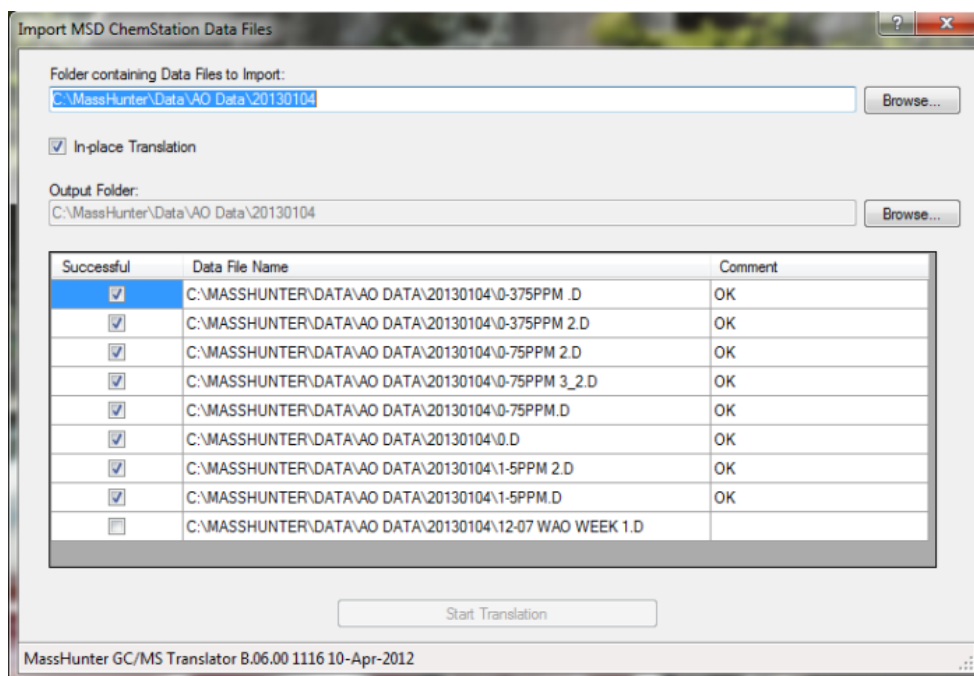 Import MSD ChemStation Data Files
Folder containing Data Files to Import:
C:\MassHunter\Data\AO Data\20130104
Browse...
In-place Translation
Output Folder:
C:\MassHunter\Data\AO Data\20130104
Browse...
Successful Data File Name Comment
C:\MASSHUNTER\DATA\AO DATA\20130104\0-375PPM .D OK
C:\MASSHUNTER\DATA\AO DATA\20130104\0-375PPM 2.D OK
C:\MASSHUNTER\DATA\AO DATA\20130104\0-75PPM 2.D OK
C:\MASSHUNTER\DATA\AO DATA\20130104\0-75PPM 3_2.D OK
C:\MASSHUNTER\DATA\AO DATA\20130104\0-75PPM.D OK
C:\MASSHUNTER\DATA\AO DATA\20130104\0.D OK
C:\MASSHUNTER\DATA\AO DATA\20130104\1-5PPM 2.D OK
C:\MASSHUNTER\DATA\AO DATA\20130104\1-5PPM.D OK
C:\MASSHUNTER\DATA\AO DATA\20130104\12-07 WAO WEEK 1.D
Start Translation
MassHunter GC/MS Translator B.06.00 1116 10-Apr-2012